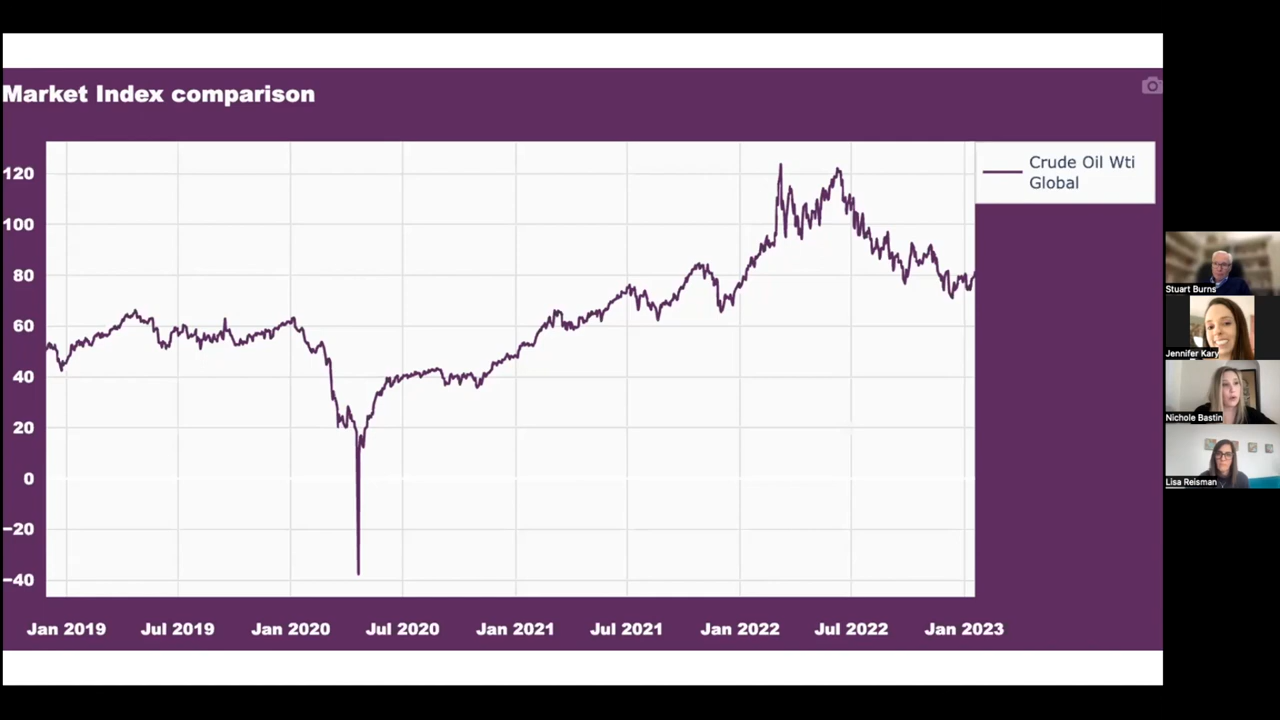 Market Index comparison
Crude Oil Wti
Global
120
100
80
60
40
20
0
−20
−40
Jan 2019 Jul 2019 Jan 2020 Jul 2020 Jan 2021 Jul 2021 Jan 2022 Jul 2022 Jan 2023
Stuart Burns
Jennifer Kary
Nichole Bastin
Lisa Reisman